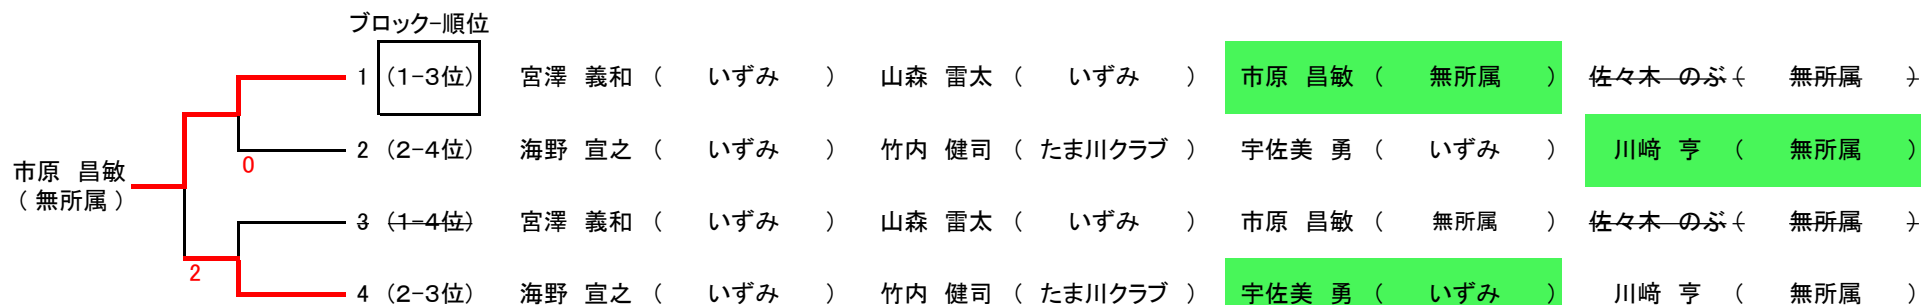 ブロック-順位
1 (1-3位) 宮澤 義和 ( いずみ ) 山森 雷太 ( いずみ ) 市原 昌敏 ( 無所属 ) 佐々木 のぶ ( 無所属 )
2 (2-4位) 海野 宣之 ( いずみ ) 竹内 健司 ( たま川クラブ ) 宇佐美 勇 ( いずみ ) 川﨑 亨 ( 無所属 )
0
市原 昌敏
( 無所属 )
3 (1-4位) 宮澤 義和 ( いずみ ) 山森 雷太 ( いずみ ) 市原 昌敏 ( 無所属 ) 佐々木 のぶ ( 無所属 )
2
4 (2-3位) 海野 宣之 ( いずみ ) 竹内 健司 ( たま川クラブ ) 宇佐美 勇 ( いずみ ) 川﨑 亨 ( 無所属 )